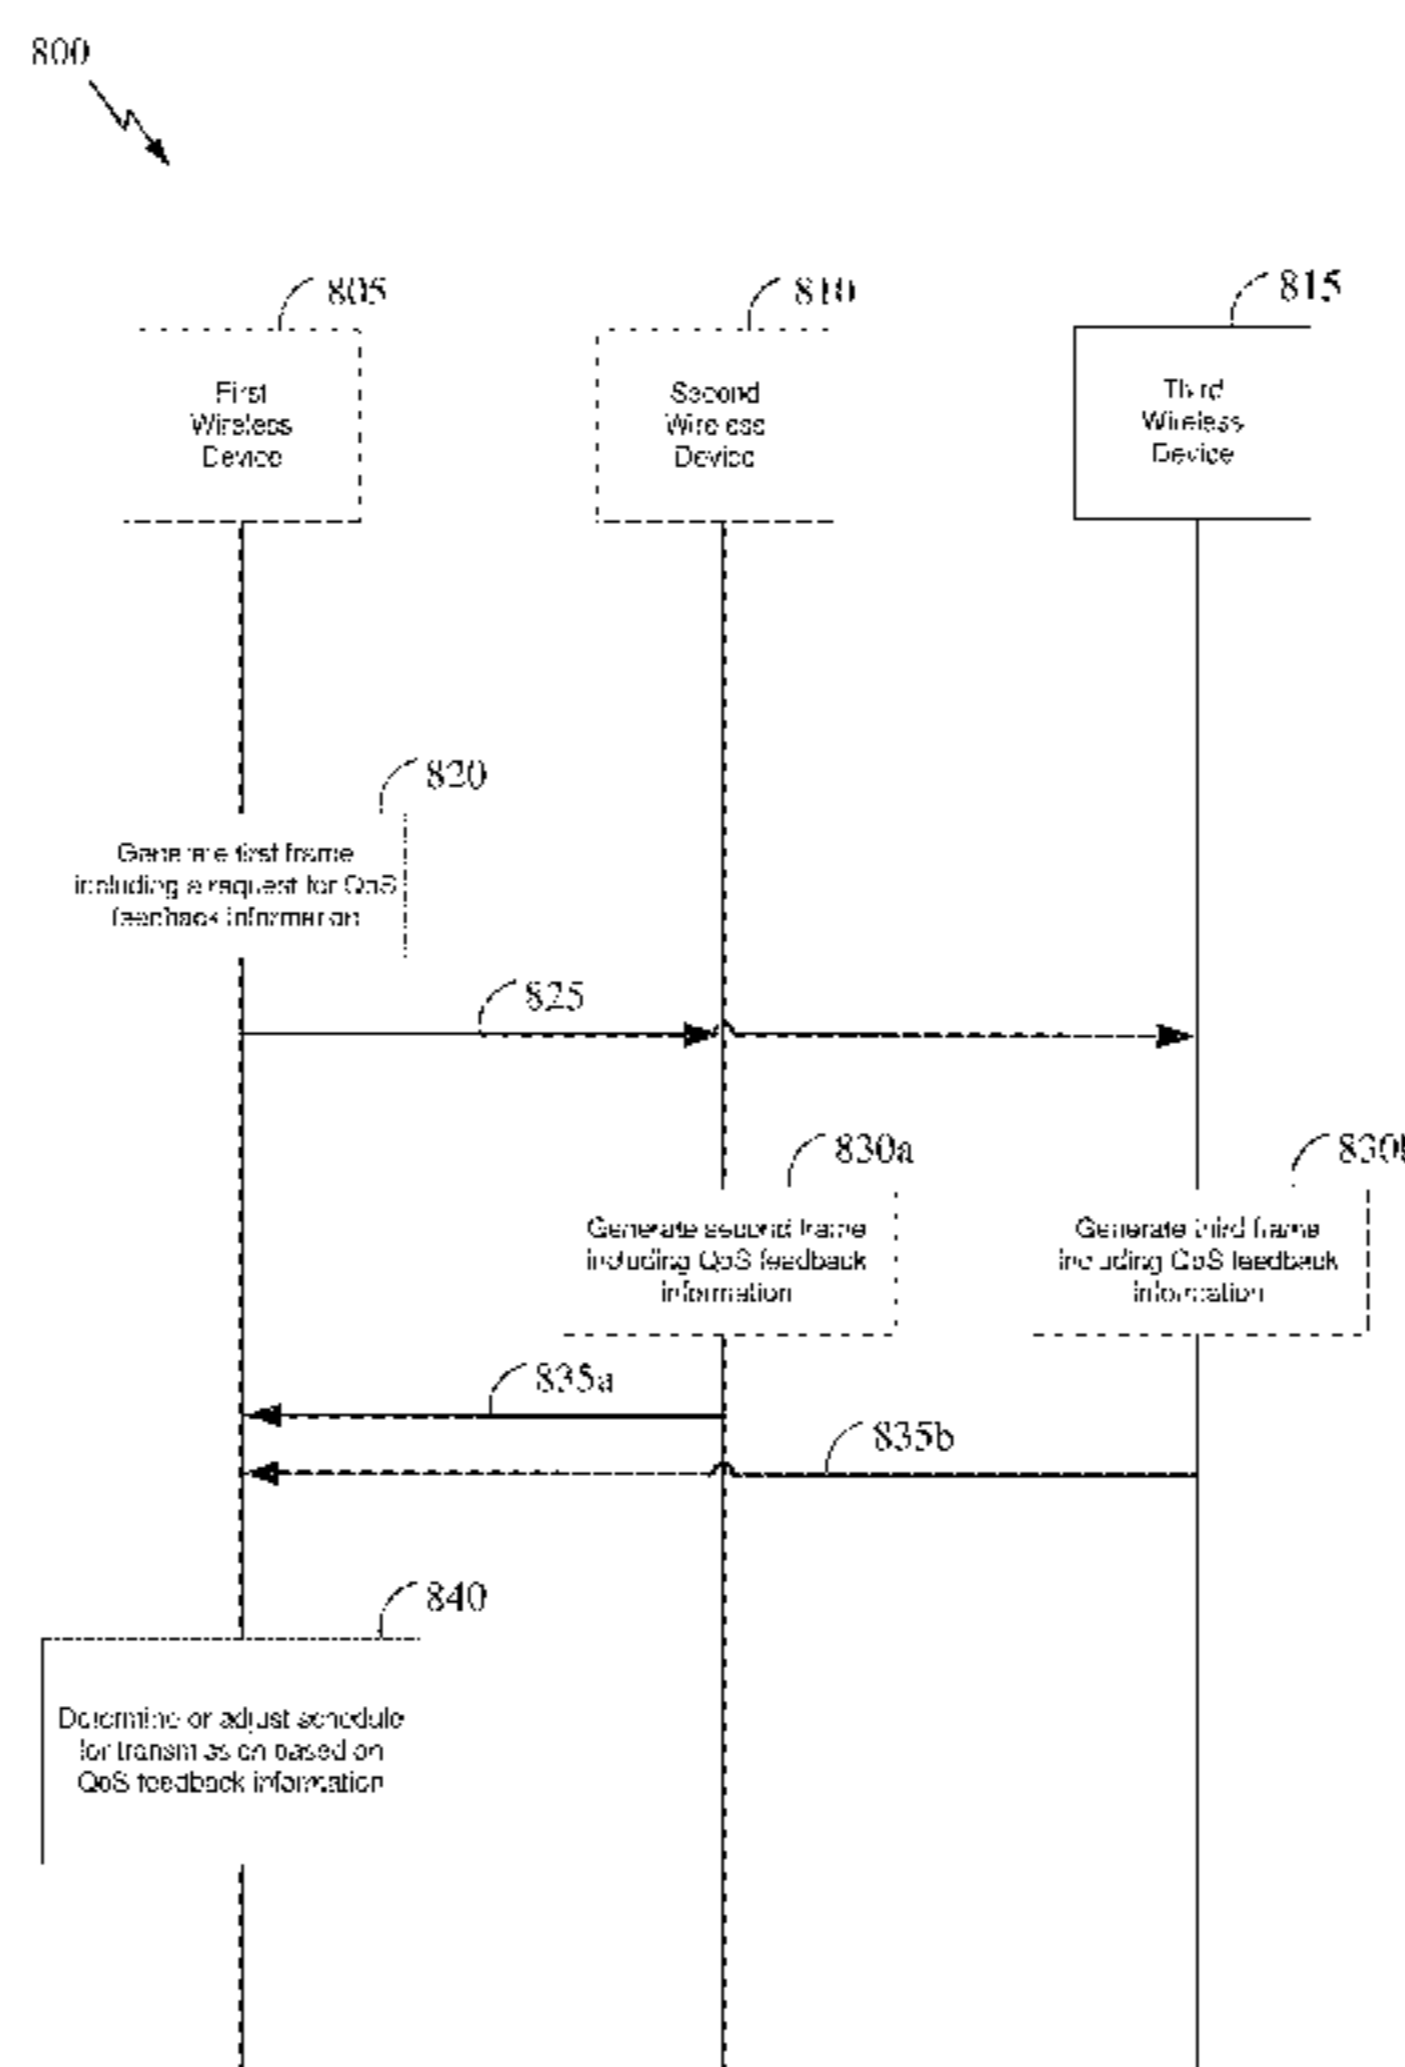 800
805
810
815
First
Wireless
Device
Second
Wireless
Device
Third
Wireless
Device
820
Generate first frame
including a request for QoS
feedback information
825
830a
830b
Generate second frame
including QoS feedback
information
Generate third frame
including QoS feedback
information
835a
835b
840
Determine or adjust schedule
for transmission based on
QoS feedback information